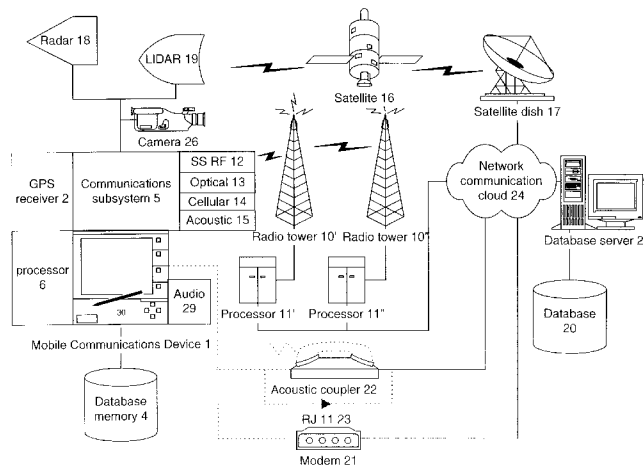 Radar 18
LIDAR 19
Satellite 16
Satellite dish 17
Camera 26
GPS
receiver 2
Communications
subsystem 5
SS RF 12
Optical 13
Cellular 14
Acoustic 15
Radio tower 10'
Radio tower 10"
Network
communication
cloud 24
Database server 2
processor
6
Audio
29
30
Processor 11'
Processor 11"
Database
20
Mobile Communications Device 1
Database
memory 4
Acoustic coupler 22
RJ 11 23
Modem 21